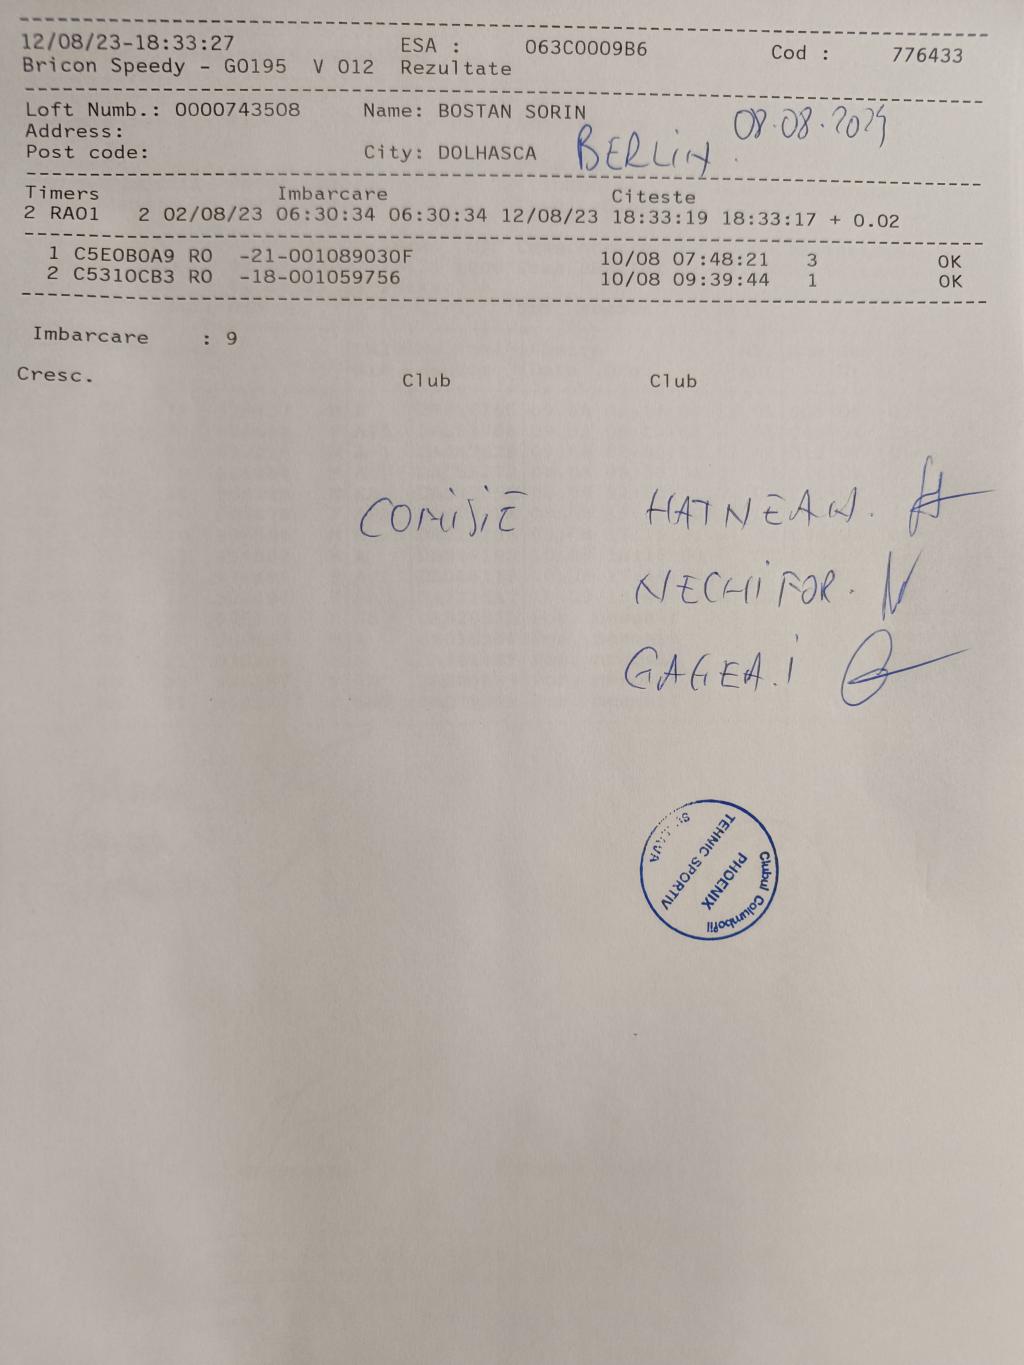 12/08/23-18:33:27 ESA : 063C0009B6 Cod : 776433
Bricon Speedy - G0195 V 012 Rezultate
Loft Numb.: 0000743508 Name: BOSTAN SORIN
08.08.2023
Address:
Post code: City: DOLHASCA BERLIN
Timers Imbarcare Citeste
2 RA01 2 02/08/23 06:30:34 06:30:34 12/08/23 18:33:19 18:33:17 + 0.02
1 C5E0B0A9 RO -21-001089030F 10/08 07:48:21 3 OK
2 C5310CB3 RO -18-001059756 10/08 09:39:44 1 OK
Imbarcare : 9
Cresc. Club Club
COMISIE HATNEAN.
NECHIFOR.
GAGEA.I
Clubul Columbofil
PHOENIX
TEHNIC SPORTIV